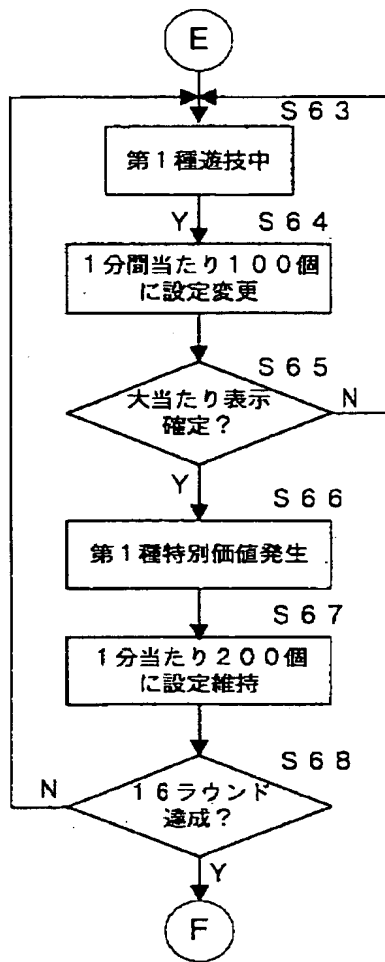 E
S63
第1種遊技中
Y
S64
1分間当たり100個
に設定変更
S65
大当たり表示
確定?
N
Y
S66
第1種特別価値発生
S67
1分当たり200個
に設定維持
S68
16ラウンド
達成?
N
Y
F